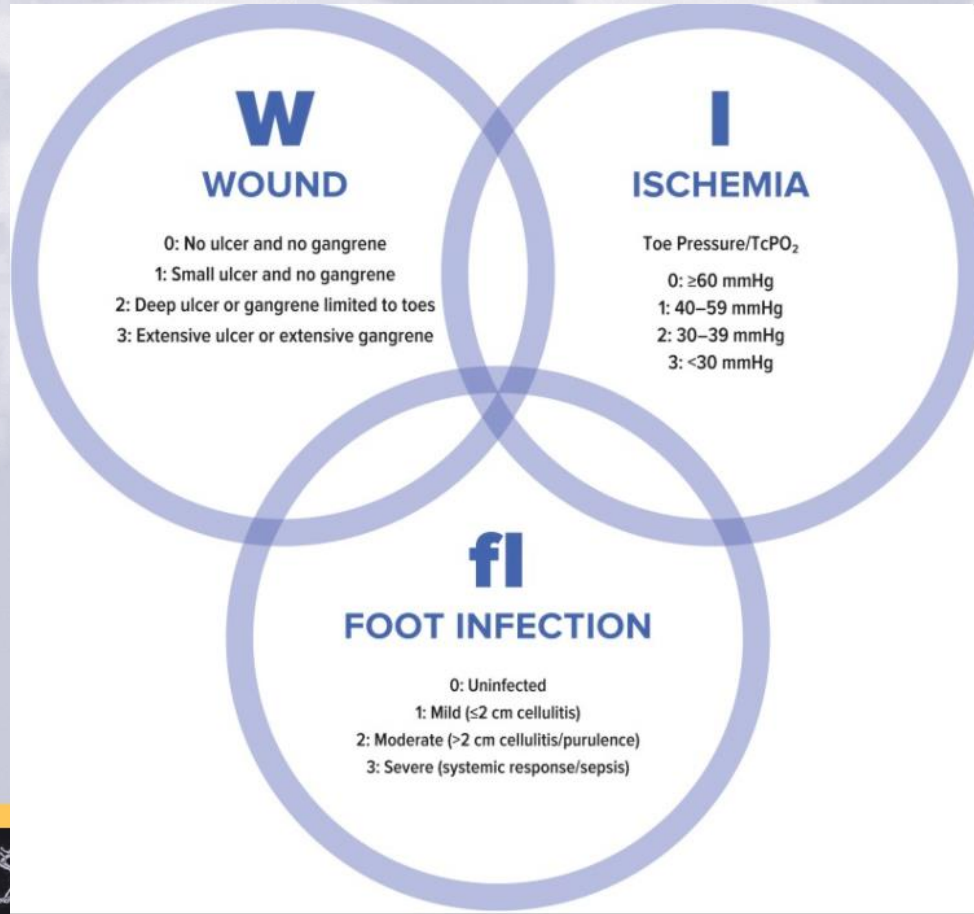 W
WOUND
0: No ulcer and no gangrene
1: Small ulcer and no gangrene
2: Deep ulcer or gangrene limited to toes
3: Extensive ulcer or extensive gangrene
I
ISCHEMIA
Toe Pressure/TcPO₂
0: ≥60 mmHg
1: 40–59 mmHg
2: 30–39 mmHg
3: <30 mmHg
fI
FOOT INFECTION
0: Uninfected
1: Mild (≤2 cm cellulitis)
2: Moderate (>2 cm cellulitis/purulence)
3: Severe (systemic response/sepsis)